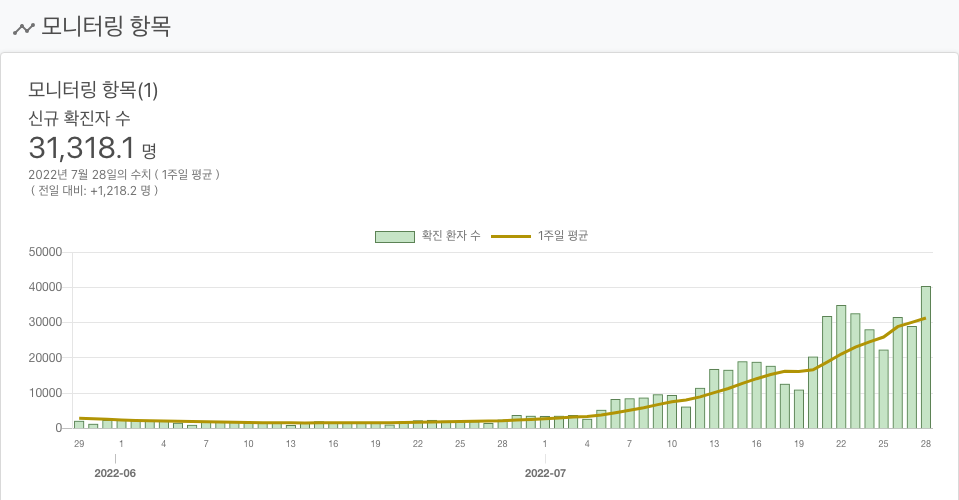 모니터링 항목
모니터링 항목(1)
신규 확진자 수
31,318.1 명
2022년 7월 28일의 수치 ( 1주일 평균 )
( 전일 대비: +1,218.2 명 )
확진 환자 수 1주일 평균
50000
40000
30000
20000
10000
0
29 1 4 7 10 13 16 19 22 25 28 1 4 7 10 13 16 19 22 25 28
2022-06 2022-07